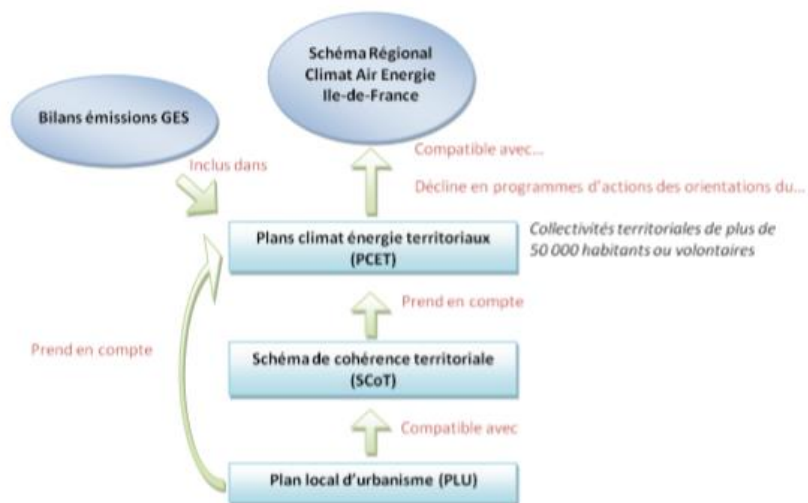 Schéma Régional
Climat Air Energie
Ile-de-France
Bilans émissions GES
Inclus dans
Compatible avec...
Décline en programmes d'actions des orientations du...
Plans climat énergie territoriaux
(PCET)
Collectivités territoriales de plus de
50 000 habitants ou volontaires
Prend en compte
Prend en compte
Schéma de cohérence territoriale
(SCoT)
Compatible avec
Plan local d'urbanisme (PLU)